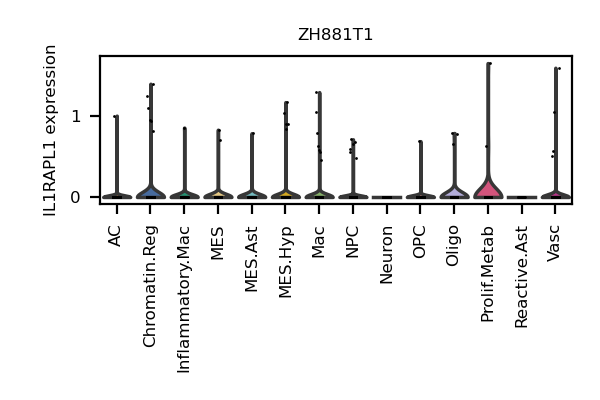 ZH881T1
IL1RAPL1 expression
1
0
AC
Chromatin.Reg
Inflammatory.Mac
MES
MES.Ast
MES.Hyp
Mac
NPC
Neuron
OPC
Oligo
Prolif.Metab
Reactive.Ast
Vasc